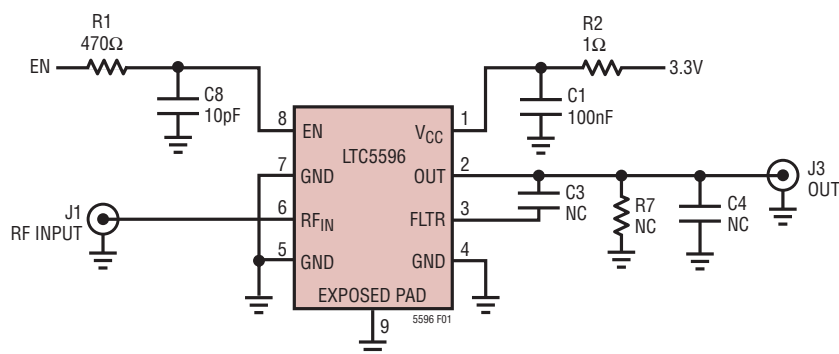 R1
470Ω
EN
C8
10pF
R2
1Ω
3.3V
C1
100nF
8
EN
VCC
1
LTC5596
7
GND
OUT
2
J3
OUT
C3
NC
R7
NC
C4
NC
J1
RF INPUT
6
RFIN
FLTR
3
5
GND
GND
4
EXPOSED PAD
9
5596 F01